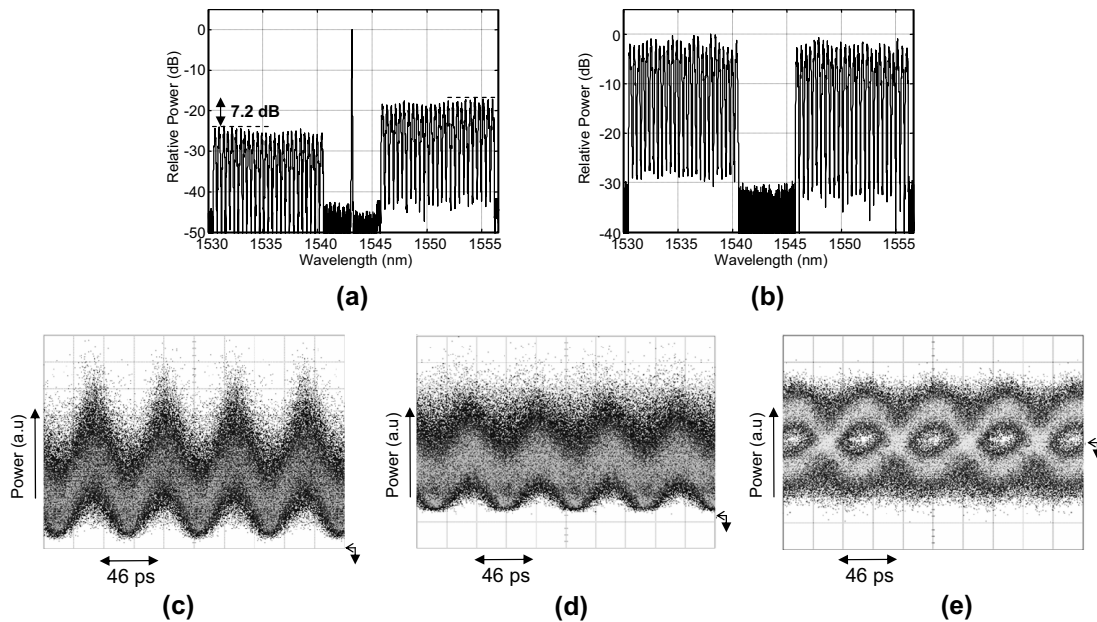 Relative Power (dB)
0
-10
-20
-30
-40
-50
7.2 dB
1530
1535
1540
1545
1550
1555
Wavelength (nm)
(a)
Relative Power (dB)
0
-10
-20
-30
-40
1530
1535
1540
1545
1550
1555
Wavelength (nm)
(b)
Power (a.u)
46 ps
(c)
Power (a.u)
46 ps
(d)
Power (a.u)
46 ps
(e)